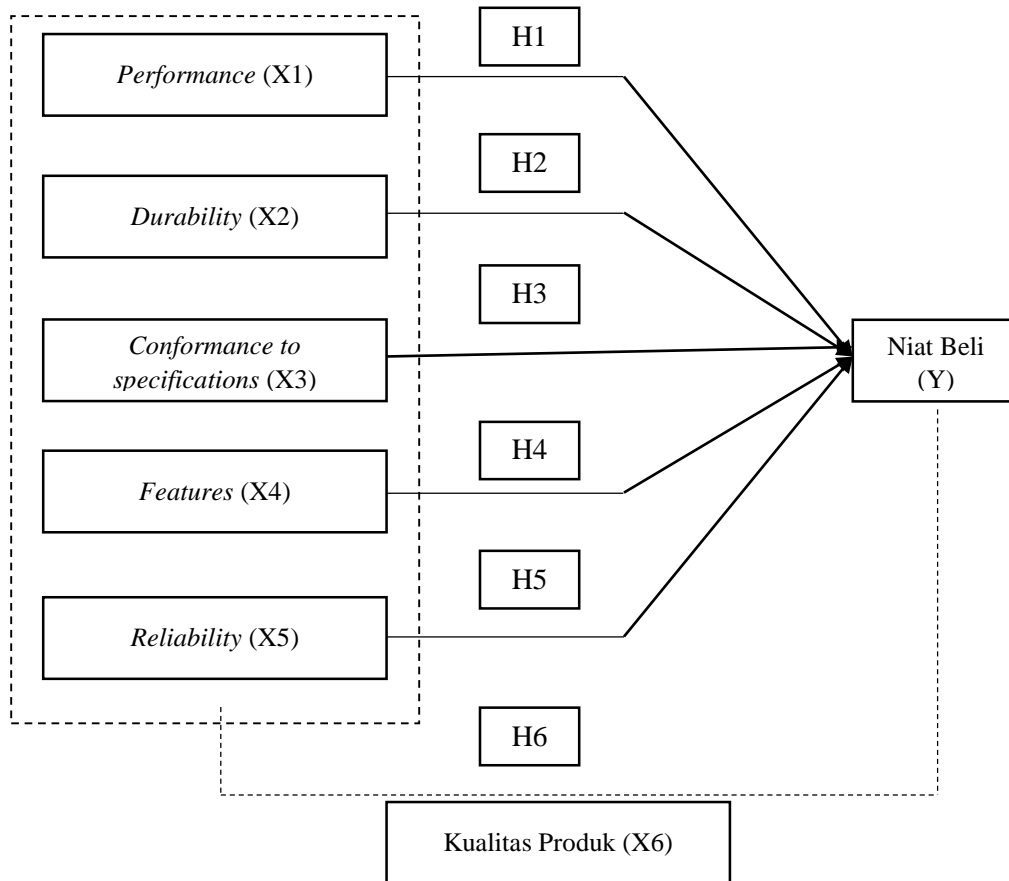 H1
Performance (X1)
H2
Durability (X2)
H3
Conformance to
specifications (X3)
Niat Beli
(Y)
H4
Features (X4)
H5
Reliability (X5)
H6
Kualitas Produk (X6)